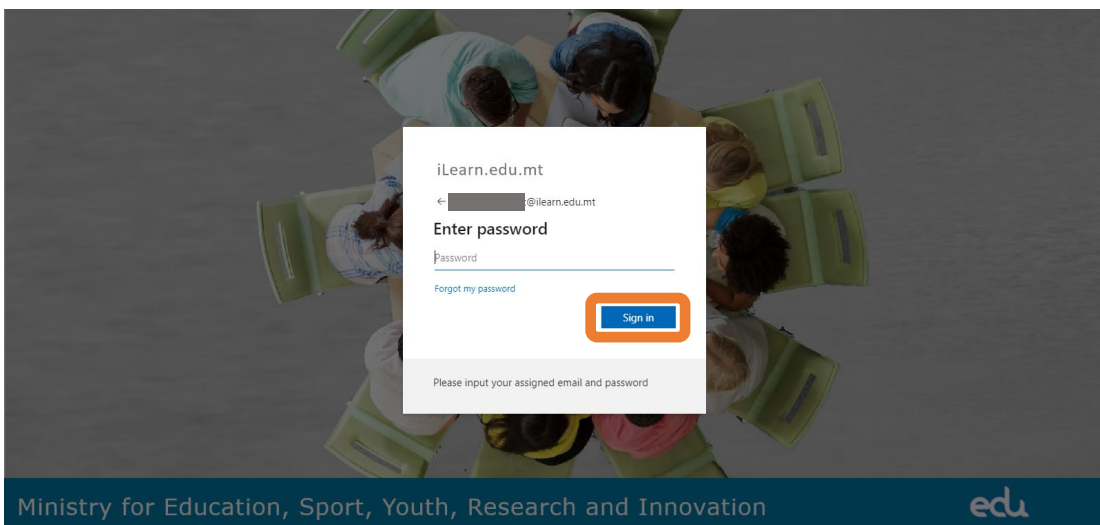 iLearn.edu.mt
← @ilearn.edu.mt
Enter password
Password
Forgot my password
Sign in
Please input your assigned email and password
Ministry for Education, Sport, Youth, Research and Innovation
edu